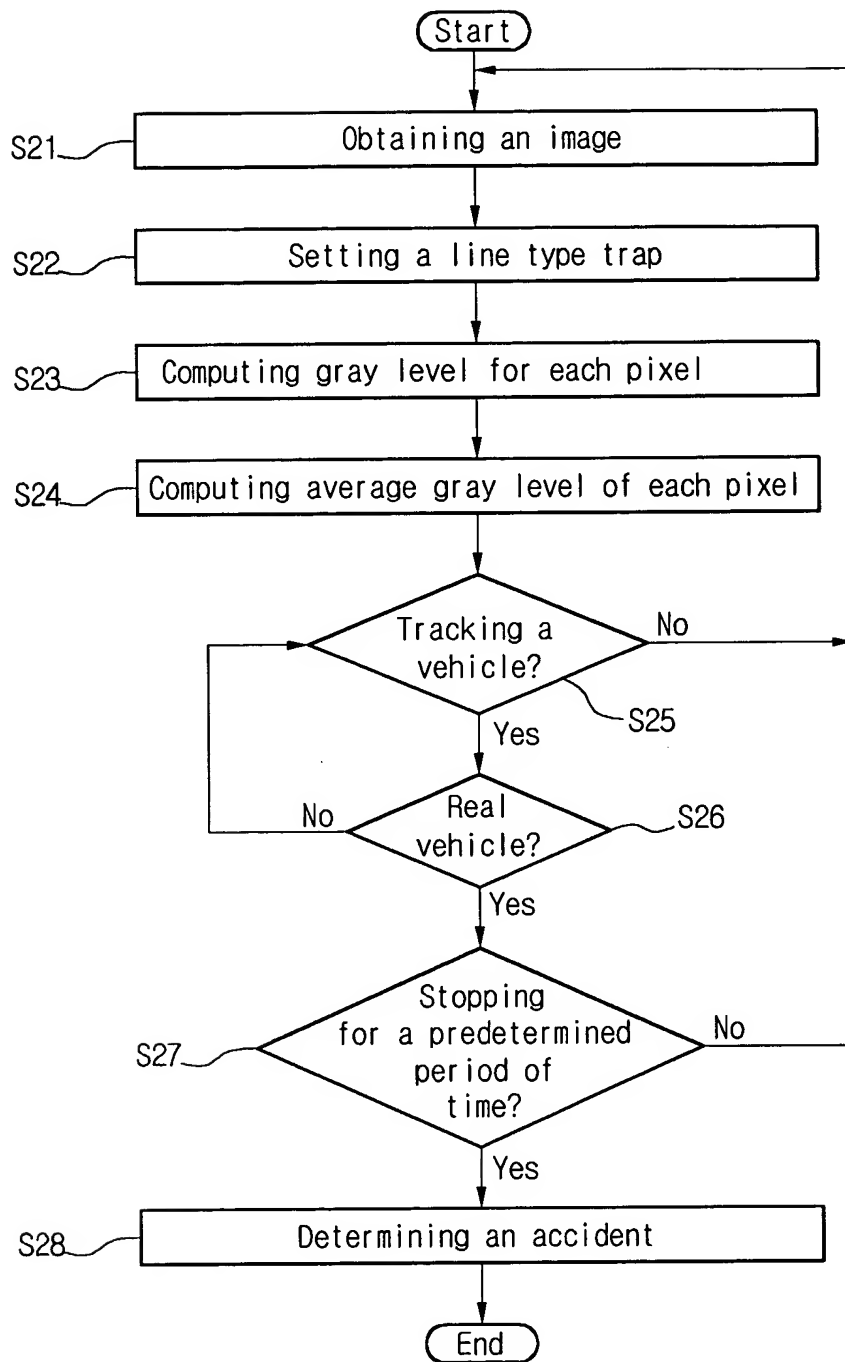 Start
S21
Obtaining an image
S22
Setting a line type trap
S23
Computing gray level for each pixel
S24
Computing average gray level of each pixel
Tracking a
vehicle?
No
S25
Yes
Real
vehicle?
No
S26
Yes
Stopping
for a predetermined
period of
time?
S27
No
Yes
S28
Determining an accident
End